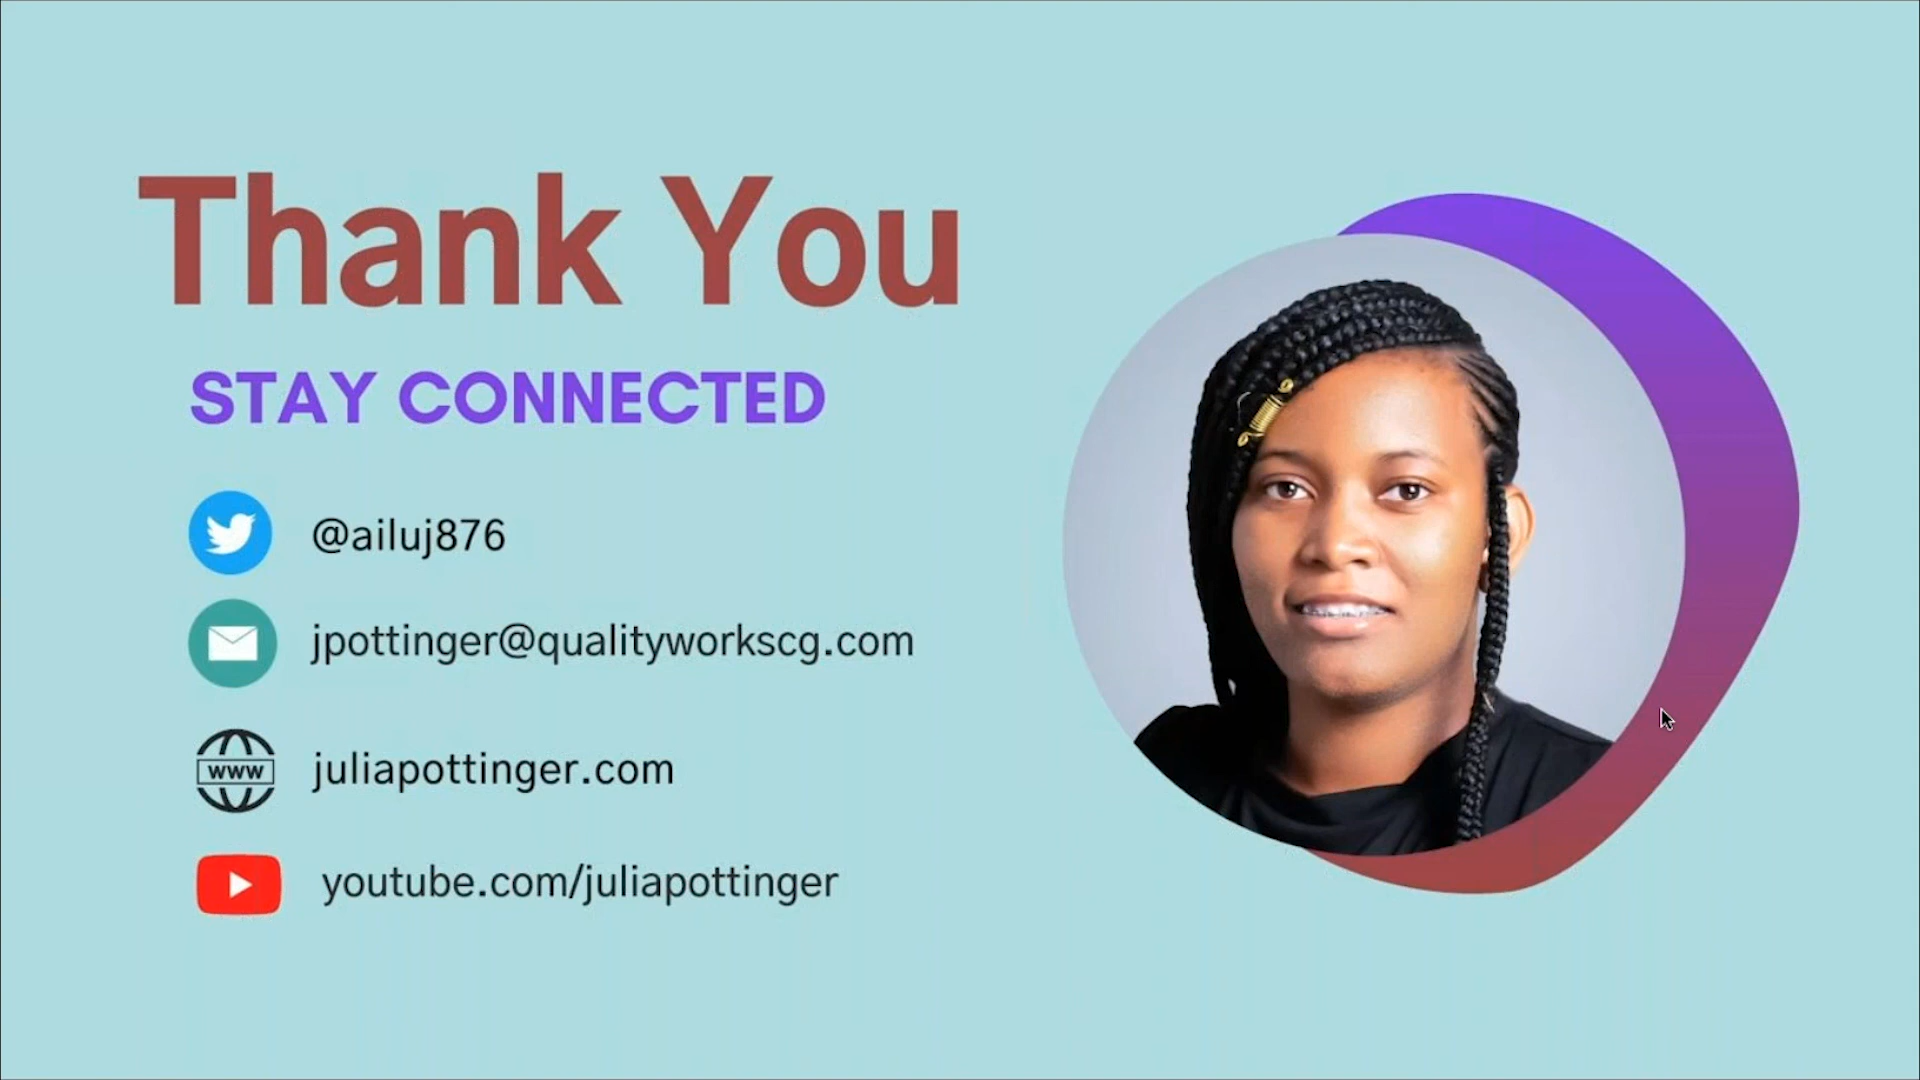 Thank You
STAY CONNECTED
@ailuj876
jpottinger@qualityworkscg.com
www
juliapottinger.com
youtube.com/juliapottinger